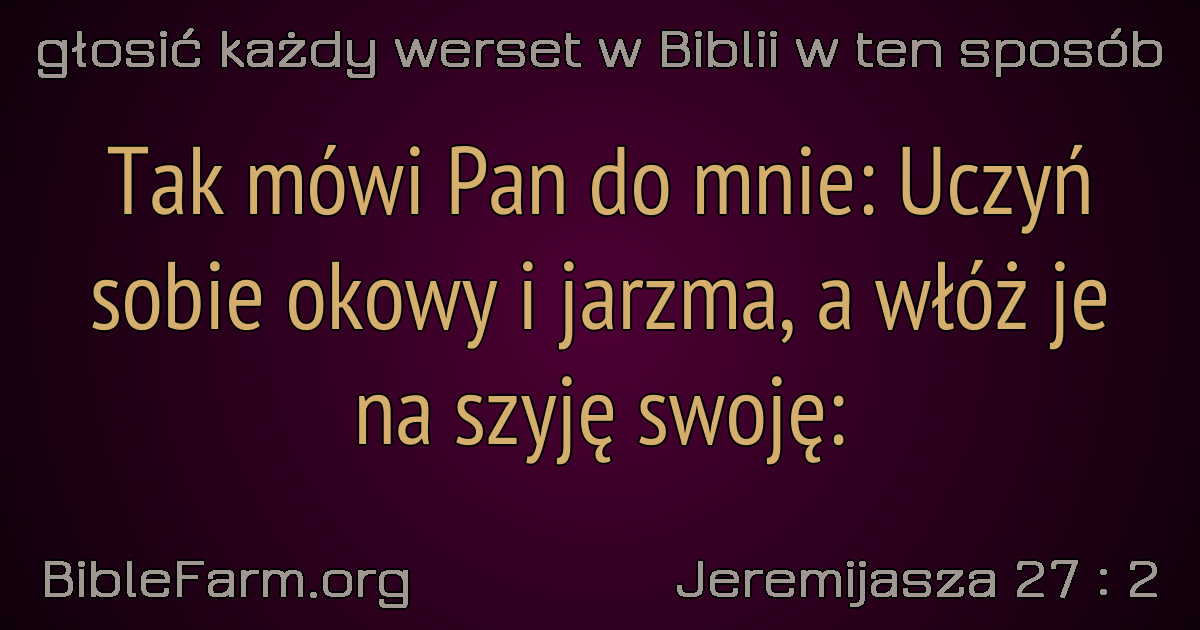 głosić każdy werset w Biblii w ten sposób
Tak mówi Pan do mnie: Uczyń
sobie okowy i jarzma, a włóż je
na szyję swoję:
BibleFarm.org
Jeremijasza 27 : 2